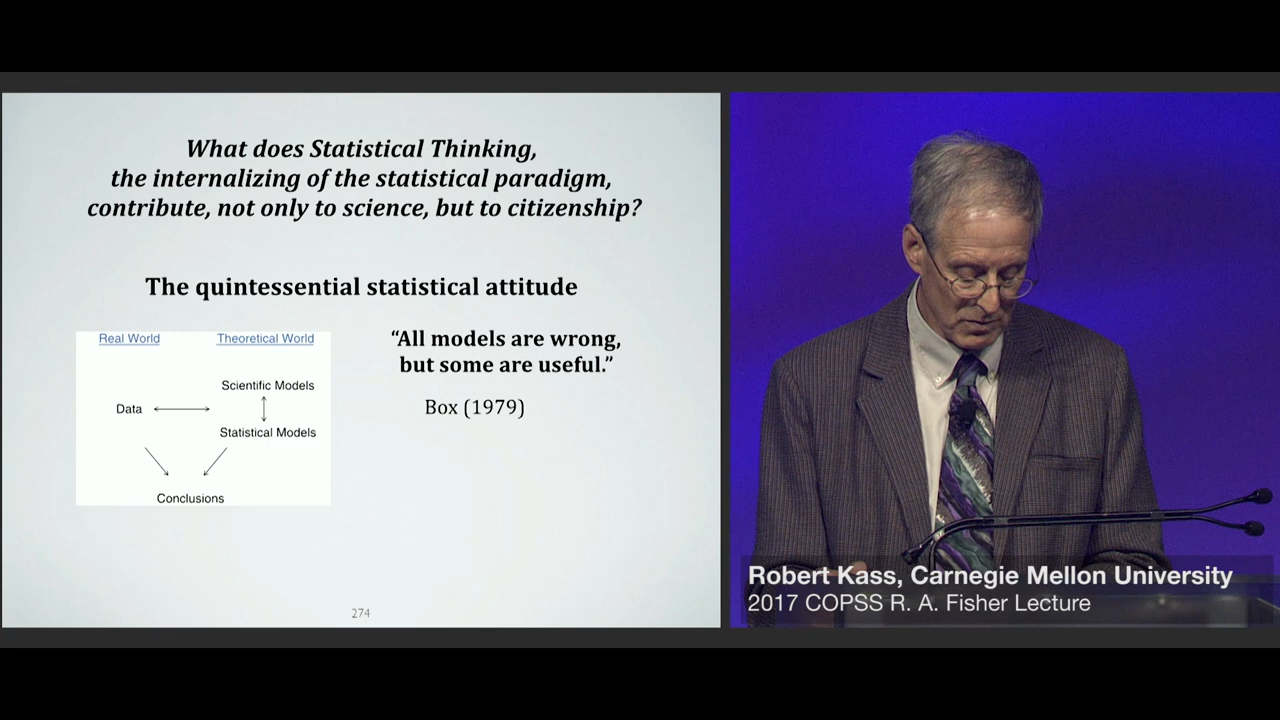 What does Statistical Thinking,
the internalizing of the statistical paradigm,
contribute, not only to science, but to citizenship?
The quintessential statistical attitude
Real World Theoretical World
Scientific Models
Data
Statistical Models
Conclusions
“All models are wrong,
but some are useful.”
Box (1979)
274
Robert Kass, Carnegie Mellon University
2017 COPSS R. A. Fisher Lecture